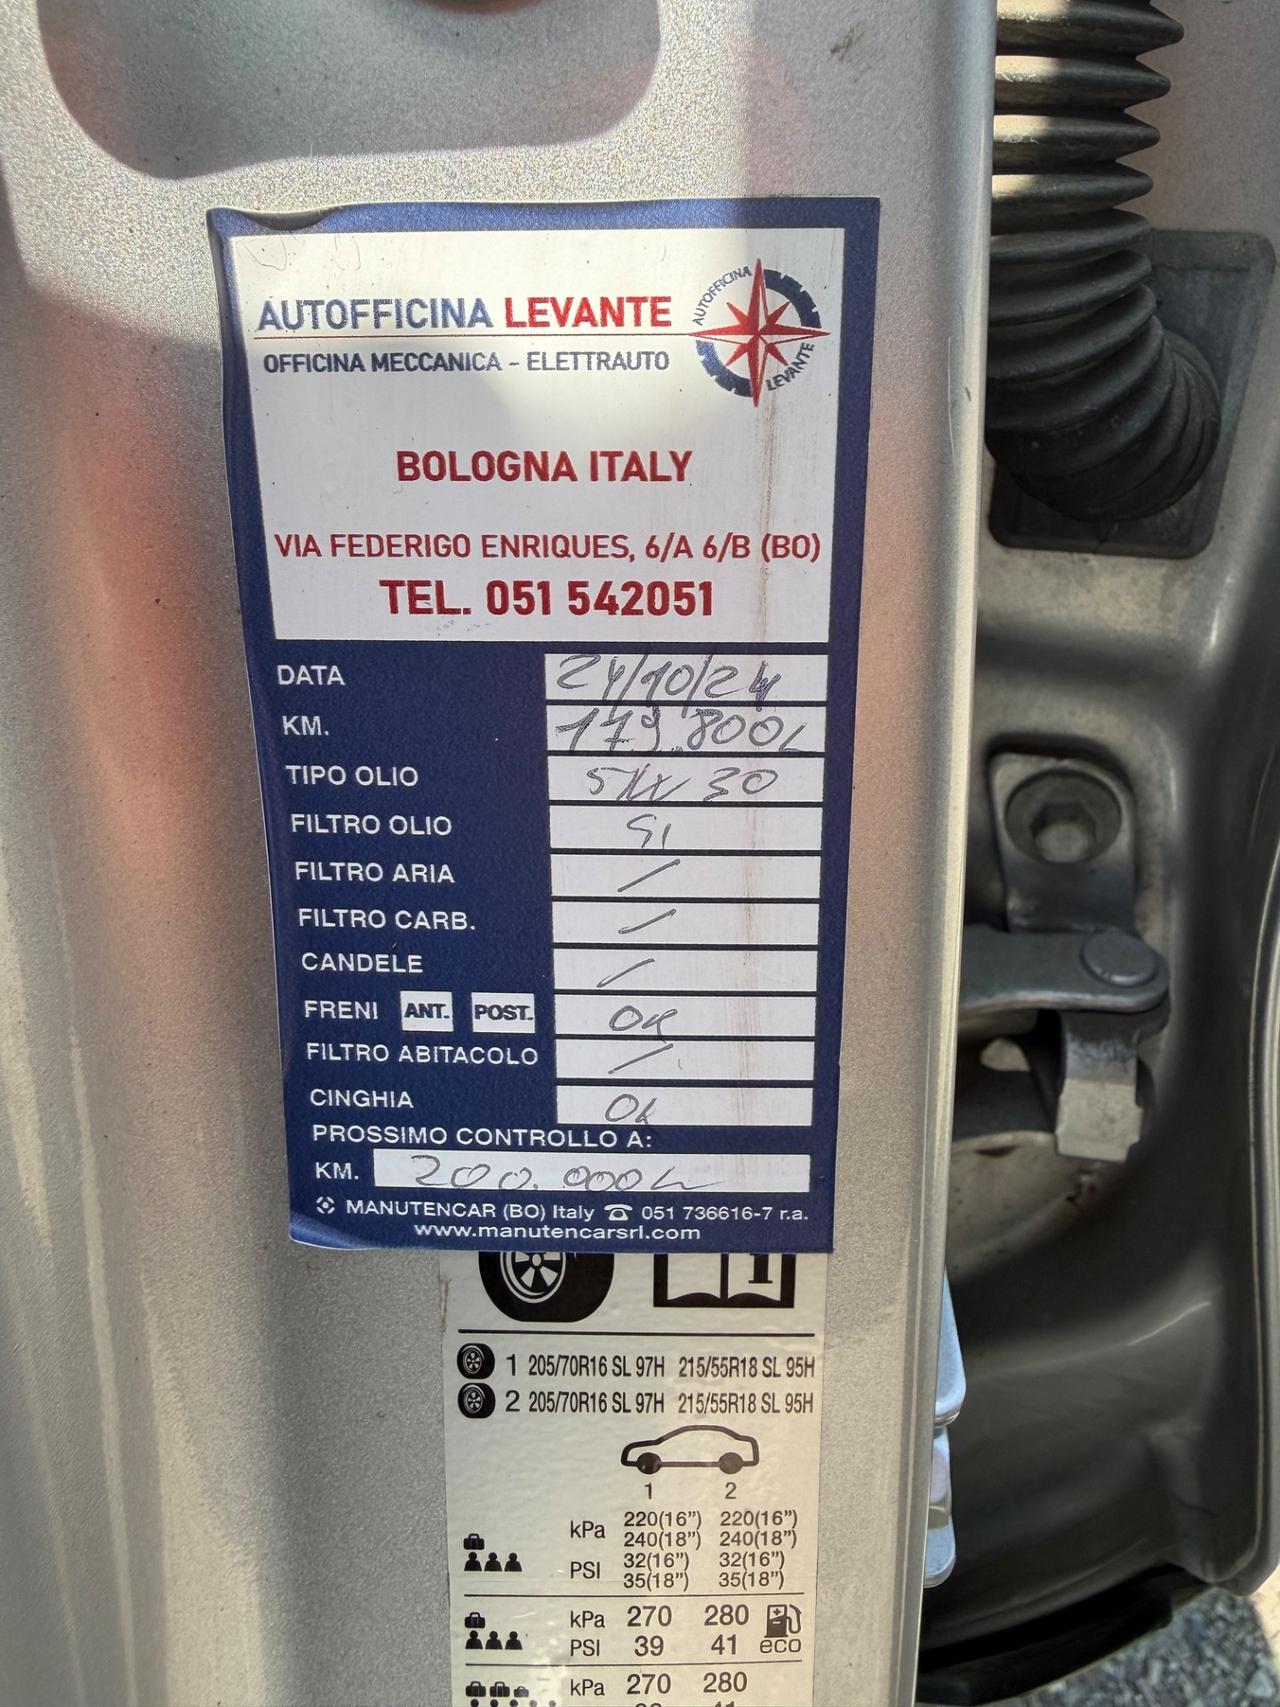 AUTOFFICINA LEVANTE
OFFICINA MECCANICA - ELETTRAUTO
AUTOFFICINA
LEVANTE
BOLOGNA ITALY
VIA FEDERIGO ENRIQUES, 6/A 6/B (BO)
TEL. 051 542051
DATA 24/10/24
KM. 179.800
TIPO OLIO 5W 30
FILTRO OLIO SI
FILTRO ARIA /
FILTRO CARB. /
CANDELE /
FRENI ANT. POST. OK
FILTRO ABITACOLO /
CINGHIA OK
PROSSIMO CONTROLLO A:
KM. 200.000
MANUTENCAR (BO) Italy ☎ 051 736616-7 r.a.
www.manutencarsrl.com
i
1 205/70R16 SL 97H 215/55R18 SL 95H
2 205/70R16 SL 97H 215/55R18 SL 95H
1 2
kPa 220(16") 220(16")
240(18") 240(18")
PSI 32(16") 32(16")
35(18") 35(18")
kPa 270 280
PSI 39 41 eco
kPa 270 280